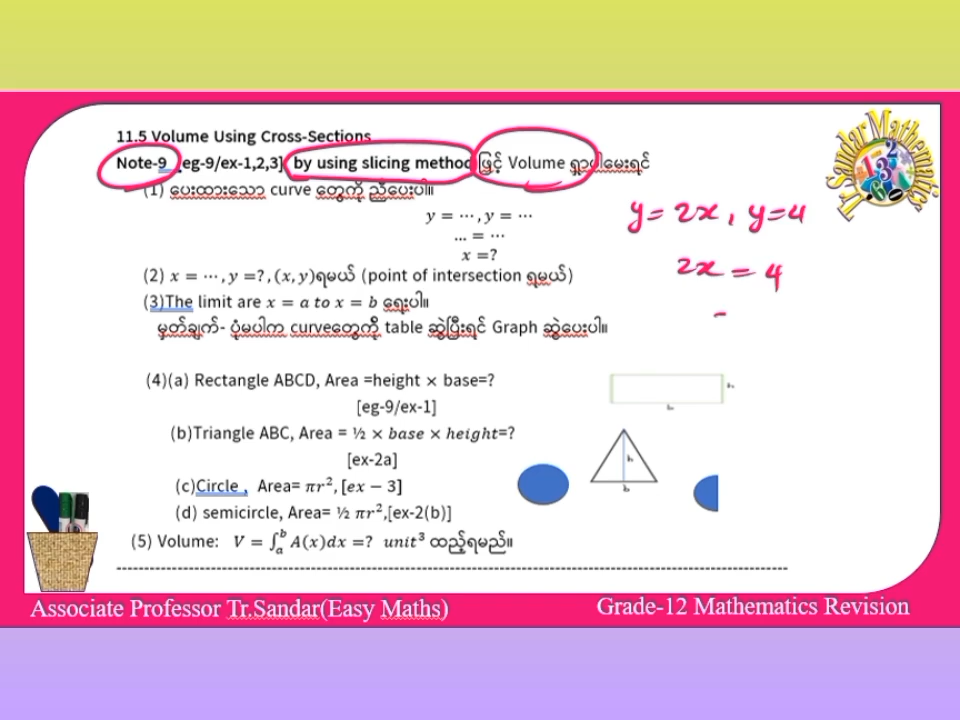 11.5 Volume Using Cross-Sections
Note-9 [eg-9/ex-1,2,3] by using slicing method ဖြင့် Volume ရှာပါမေးရင်
(1) ပေးထားသော curve တွေကို ညီပေးပါ။
y = ⋯, y = ⋯
... = ⋯
x =?
(2) x = ⋯, y =?, (x, y)ရမယ် (point of intersection ရမယ်)
(3)The limit are x = a to x = b ရေးပါ။
မှတ်ချက်- ပုံမပါက curveတွေကို table ဆွဲပြီးရင် Graph ဆွဲပေးပါ။
(4)(a) Rectangle ABCD, Area =height × base=?
[eg-9/ex-1]
(b)Triangle ABC, Area = ½ × base × height=?
[ex-2a]
(c)Circle , Area= πr², [ex − 3]
(d) semicircle, Area= ½ πr²,[ex-2(b)]
(5) Volume: V = ∫ₐᵇ A(x)dx =? unit³ ထည့်ရမည်။
y = 2x, y=4
2x = 4
h
b
Tr.Sandar Mathematics
Associate Professor Tr.Sandar(Easy Maths)
Grade-12 Mathematics Revision